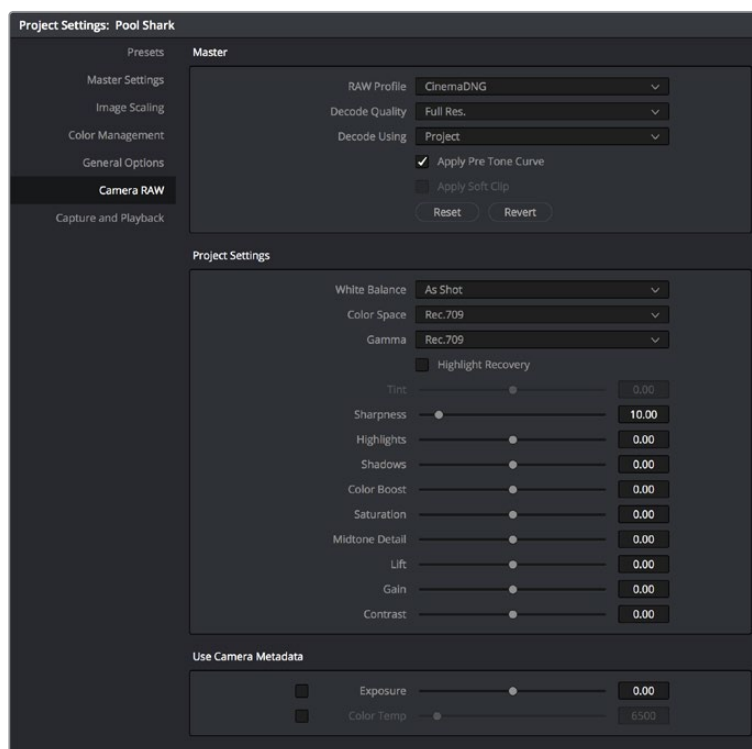 Project Settings: Pool Shark
Presets
Master Settings
Image Scaling
Color Management
General Options
Camera RAW
Capture and Playback
Master
RAW Profile CinemaDNG
Decode Quality Full Res.
Decode Using Project
Apply Pre Tone Curve
Apply Soft Clip
Reset Revert
Project Settings
White Balance As Shot
Color Space Rec.709
Gamma Rec.709
Highlight Recovery
Tint 0.00
Sharpness 10.00
Highlights 0.00
Shadows 0.00
Color Boost 0.00
Saturation 0.00
Midtone Detail 0.00
Lift 0.00
Gain 0.00
Contrast 0.00
Use Camera Metadata
Exposure 0.00
Color Temp 6500